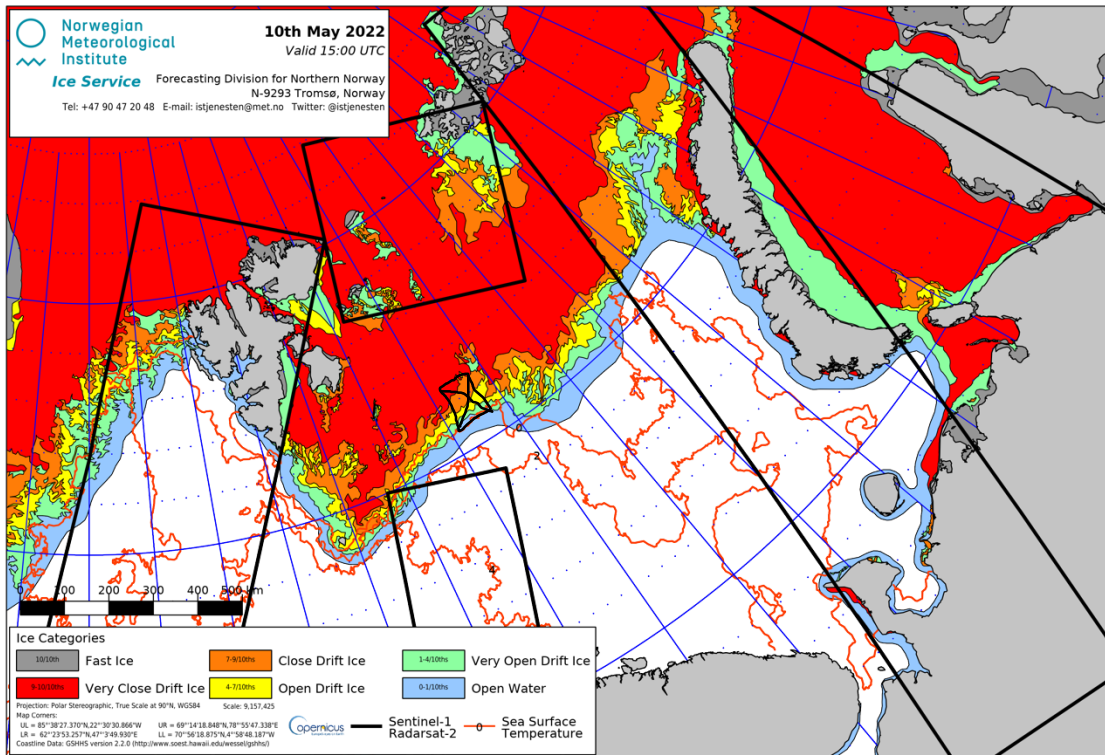 Norwegian
Meteorological
Institute
Ice Service
10th May 2022
Valid 15:00 UTC
Forecasting Division for Northern Norway
N-9293 Tromsø, Norway
Tel: +47 90 47 20 48 E-mail: istjenesten@met.no Twitter: @istjenesten
0
2
4
0 100 200 300 400 500 km
Ice Categories
10/10th Fast Ice
7-9/10ths Close Drift Ice
1-4/10ths Very Open Drift Ice
9-10/10ths Very Close Drift Ice
4-7/10ths Open Drift Ice
0-1/10ths Open Water
Projection: Polar Stereographic, True Scale at 90°N, WGS84 Scale: 9,157,425
Map Corners:
UL = 85°'38'27.370"N,22°'30'30.866"W UR = 69°'14'18.848"N,78°'55'47.338"E
LR = 62°'23'53.257"N,47°'3'49.930"E LL = 70°'56'18.875"N,4°'58'48.187"W
Coastline Data: GSHHS version 2.2.0 (http://www.soest.hawaii.edu/wessel/gshhs/)
opernicus
Sentinel-1
Radarsat-2
0 Sea Surface
Temperature